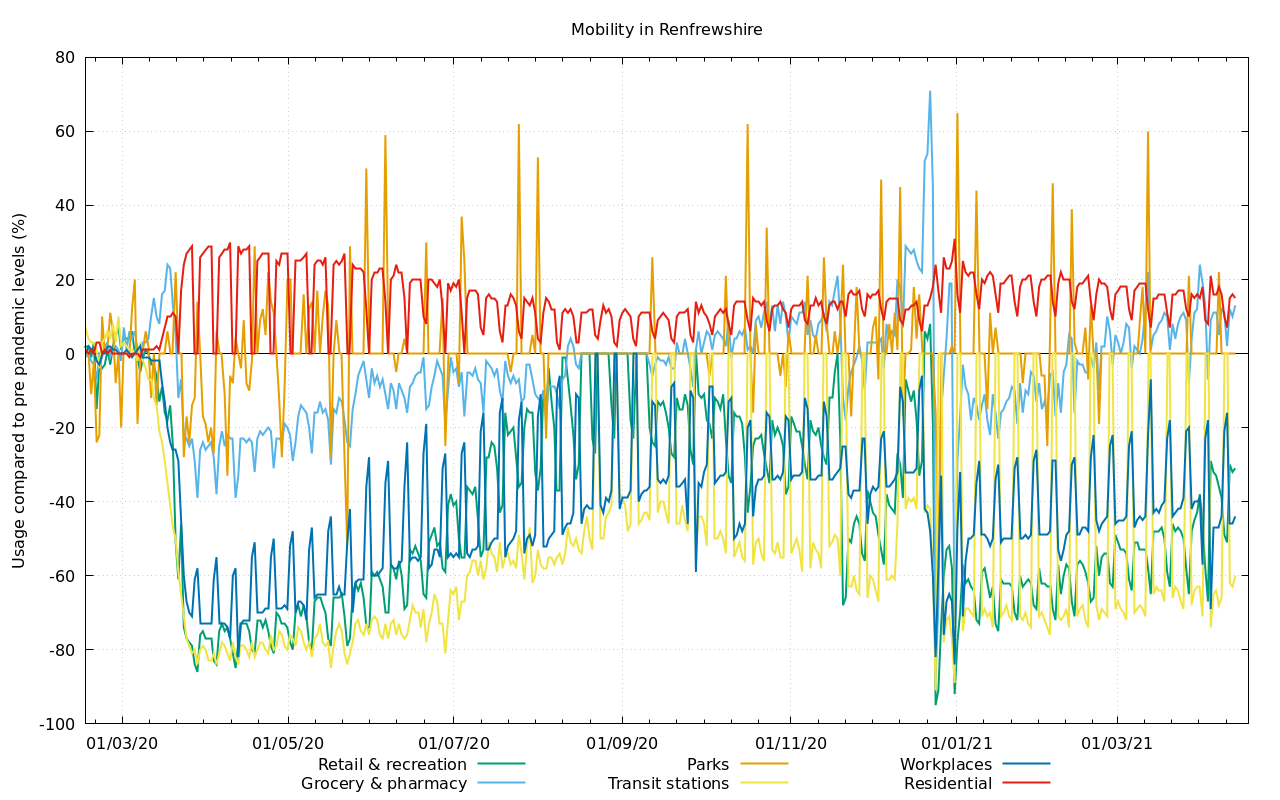 Mobility in Renfrewshire
Usage compared to pre pandemic levels (%)
80
60
40
20
0
-20
-40
-60
-80
-100
01/03/20 01/05/20 01/07/20 01/09/20 01/11/20 01/01/21 01/03/21
Retail & recreation Parks Workplaces
Grocery & pharmacy Transit stations Residential